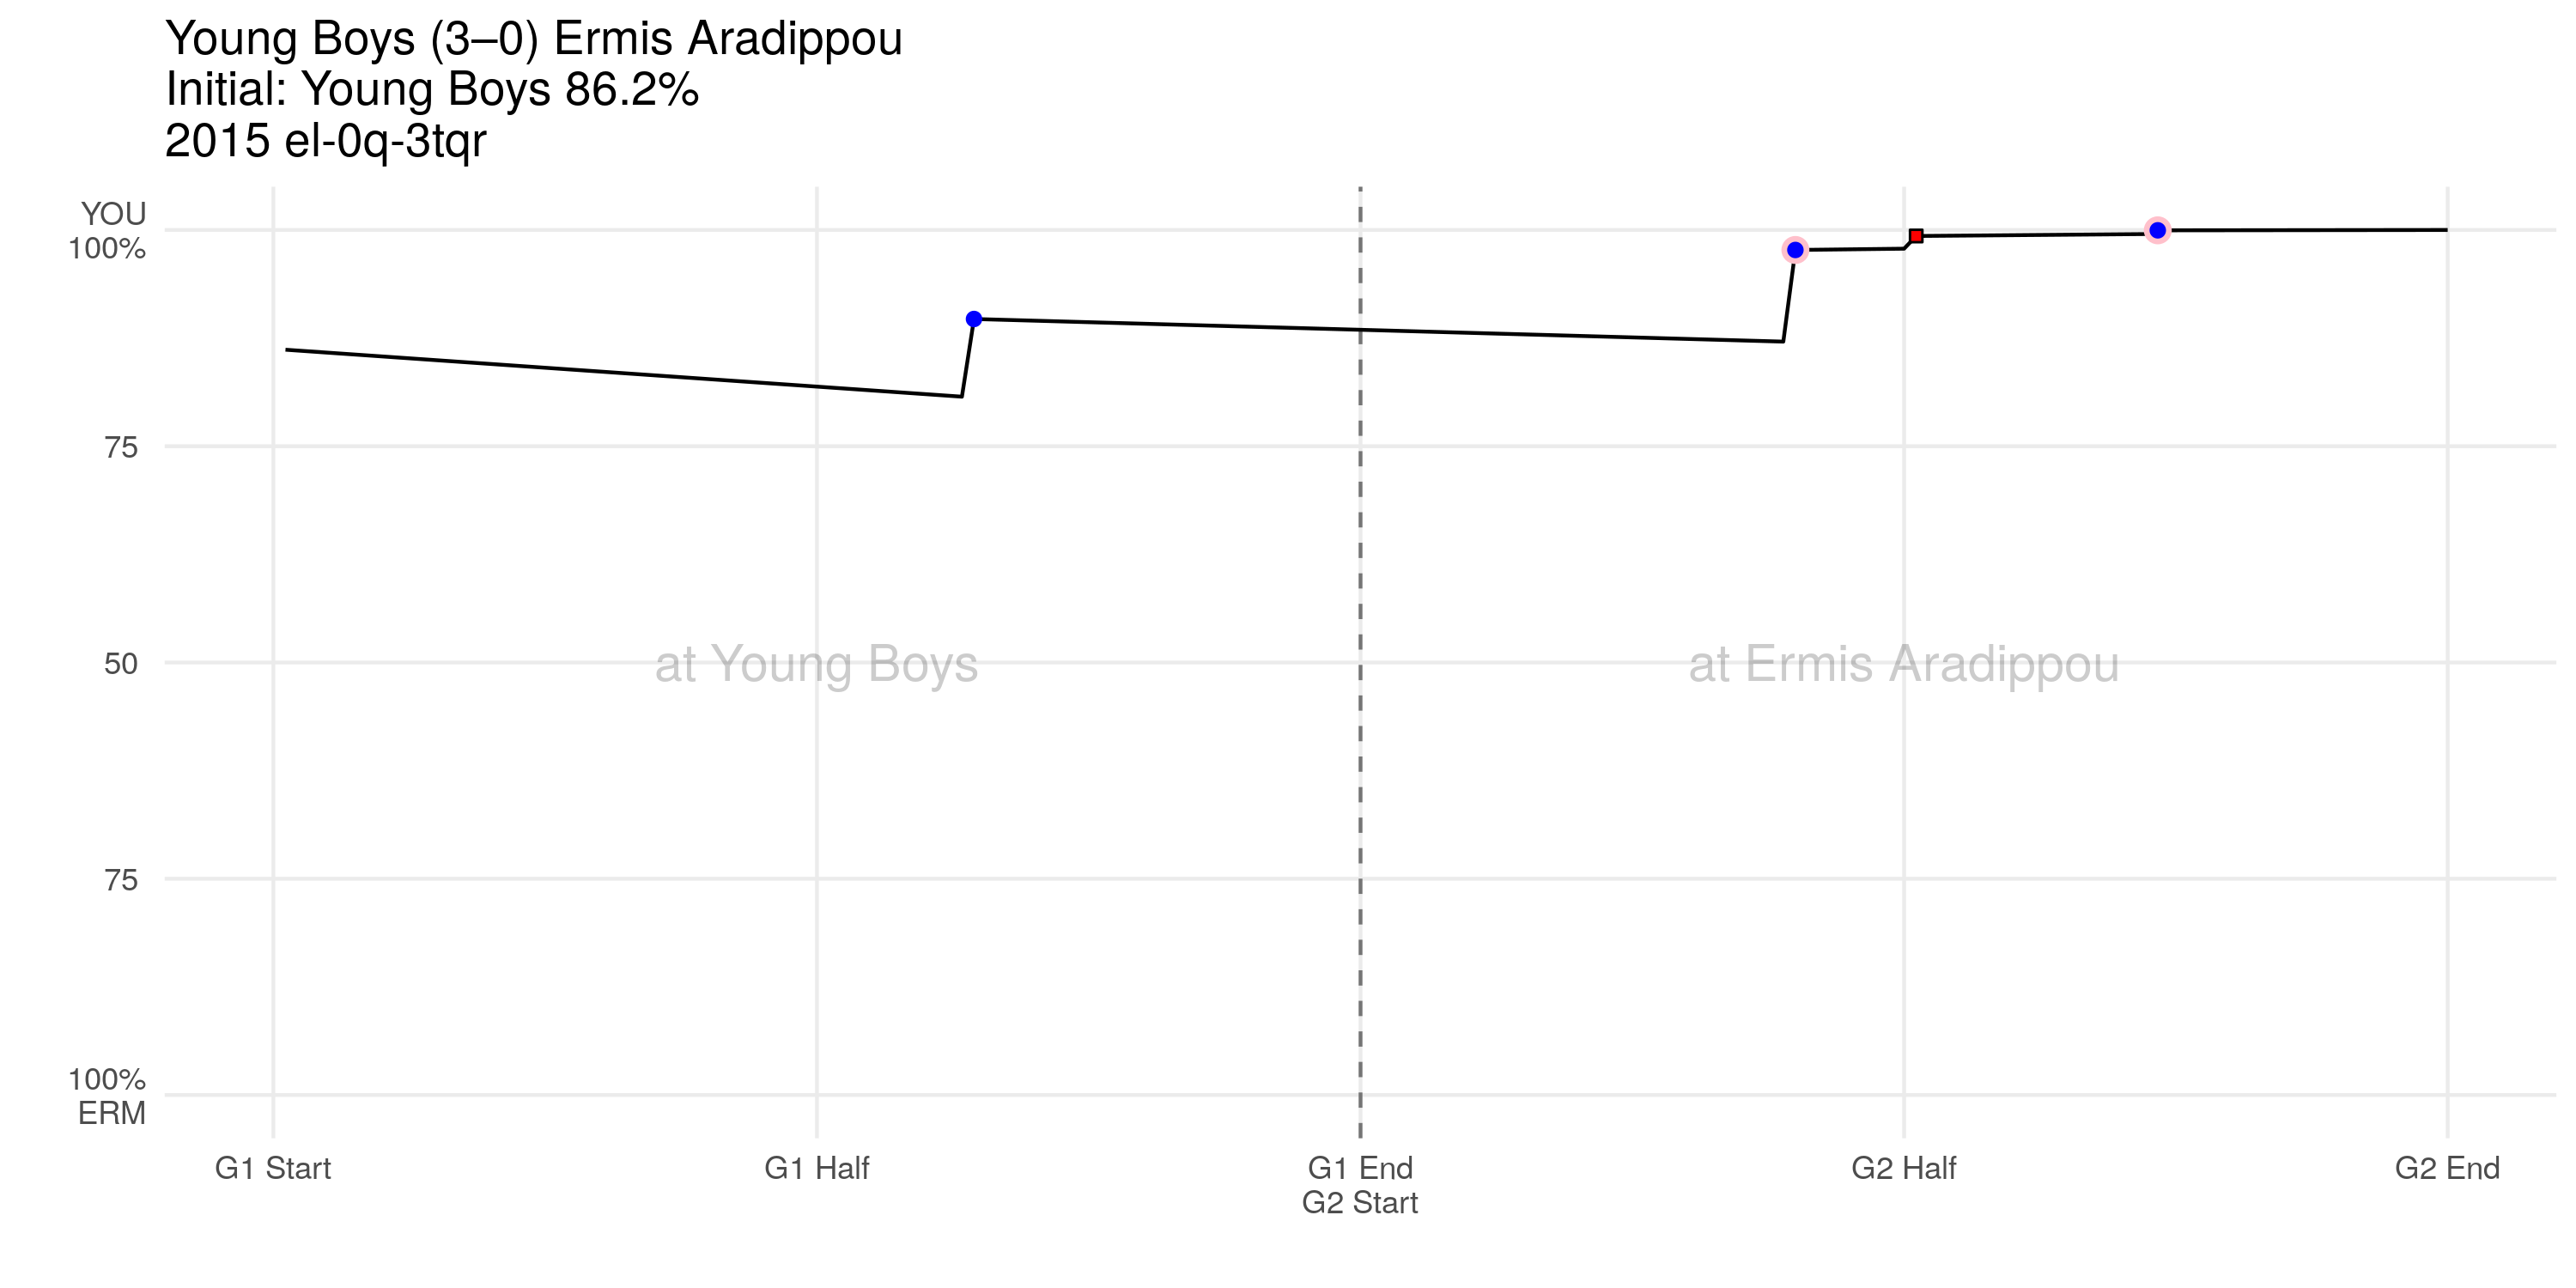 Young Boys (3–0) Ermis Aradippou
Initial: Young Boys 86.2%
2015 el-0q-3tqr
YOU
100%
75
50
75
100%
ERM
at Young Boys
at Ermis Aradippou
G1 Start
G1 Half
G1 End
G2 Start
G2 Half
G2 End